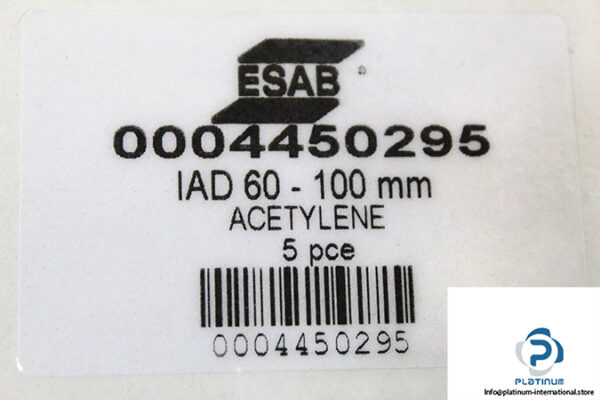 ESAB ®
0004450295
IAD 60 - 100 mm
ACETYLENE
5 pce
0004450295
PLATINUM
Info@platinum-international.store